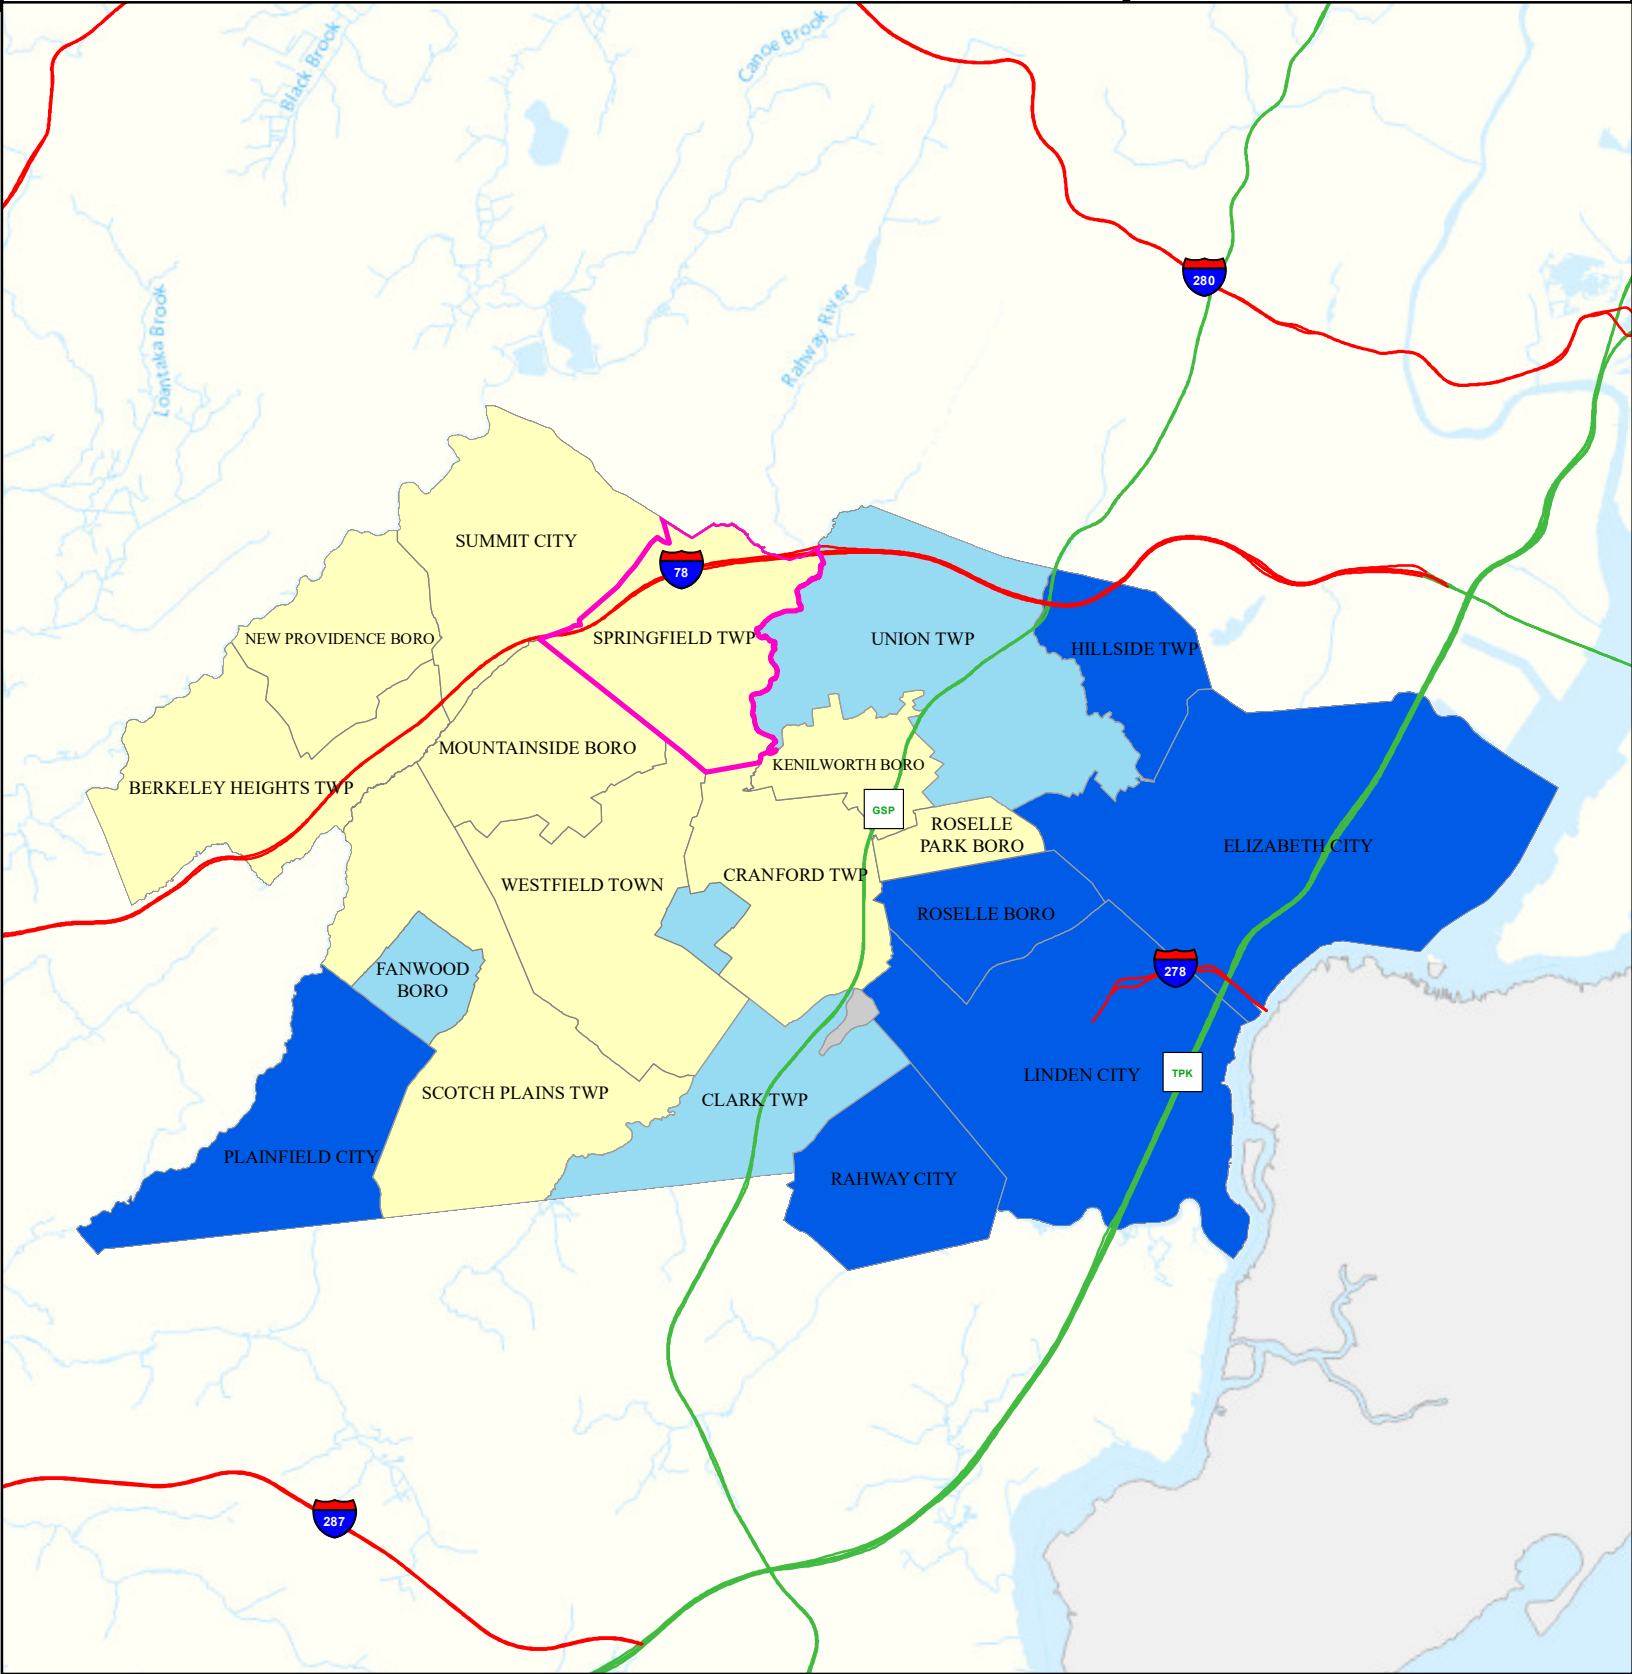 Black Brook
Canoe Brook
Loantaka Brook
Rahway River
280
SUMMIT CITY
78
NEW PROVIDENCE BORO
SPRINGFIELD TWP
UNION TWP
HILLSIDE TWP
MOUNTAINSIDE BORO
KENILWORTH BORO
BERKELEY HEIGHTS TWP
GSP
ROSELLE
PARK BORO
ELIZABETH CITY
WESTFIELD TOWN
CRANFORD TWP
ROSELLE BORO
FANWOOD
BORO
278
LINDEN CITY
TPK
SCOTCH PLAINS TWP
CLARK TWP
PLAINFIELD CITY
RAHWAY CITY
287